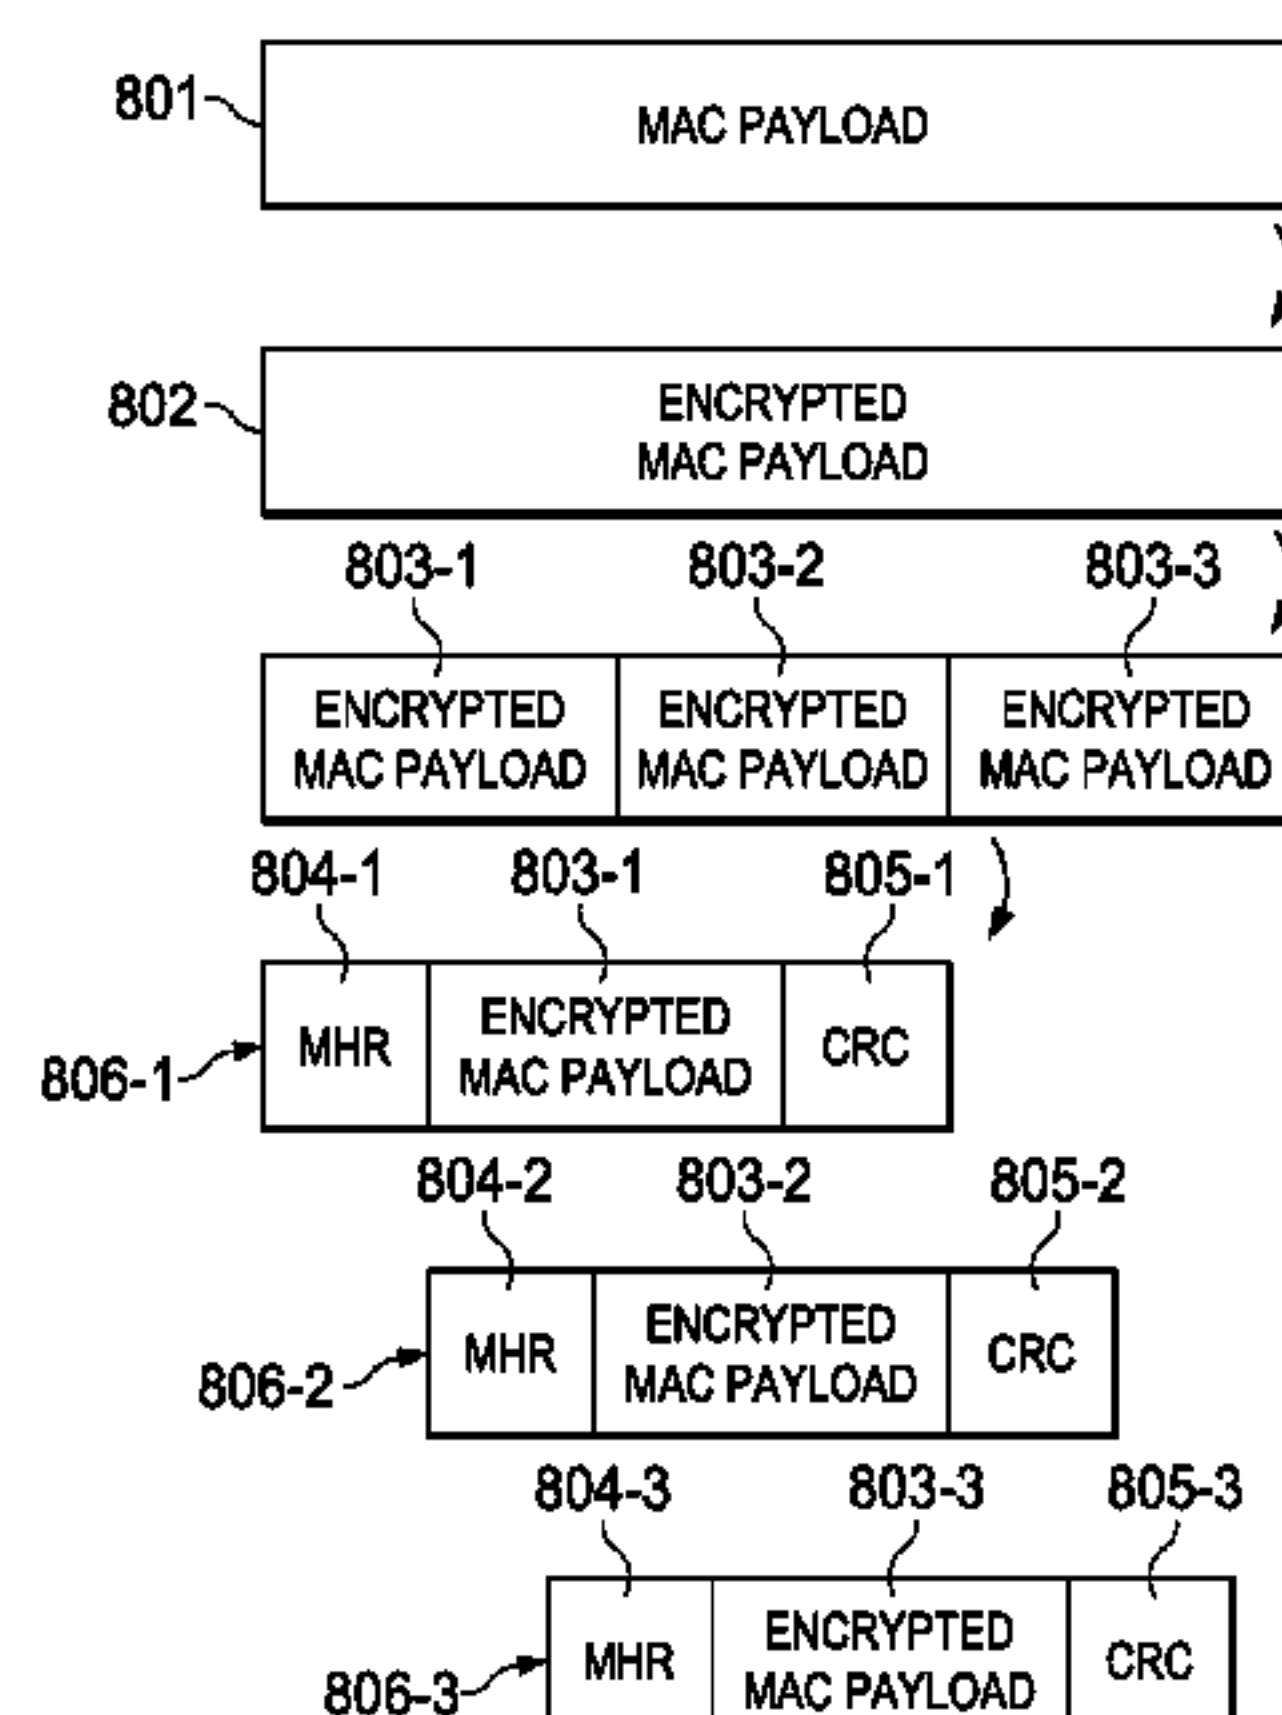 801
MAC PAYLOAD
802
ENCRYPTED
MAC PAYLOAD
803-1 803-2 803-3
ENCRYPTED ENCRYPTED ENCRYPTED
MAC PAYLOAD MAC PAYLOAD MAC PAYLOAD
804-1 803-1 805-1
806-1
MHR
ENCRYPTED
MAC PAYLOAD
CRC
804-2 803-2 805-2
806-2
MHR
ENCRYPTED
MAC PAYLOAD
CRC
804-3 803-3 805-3
806-3
MHR
ENCRYPTED
MAC PAYLOAD
CRC